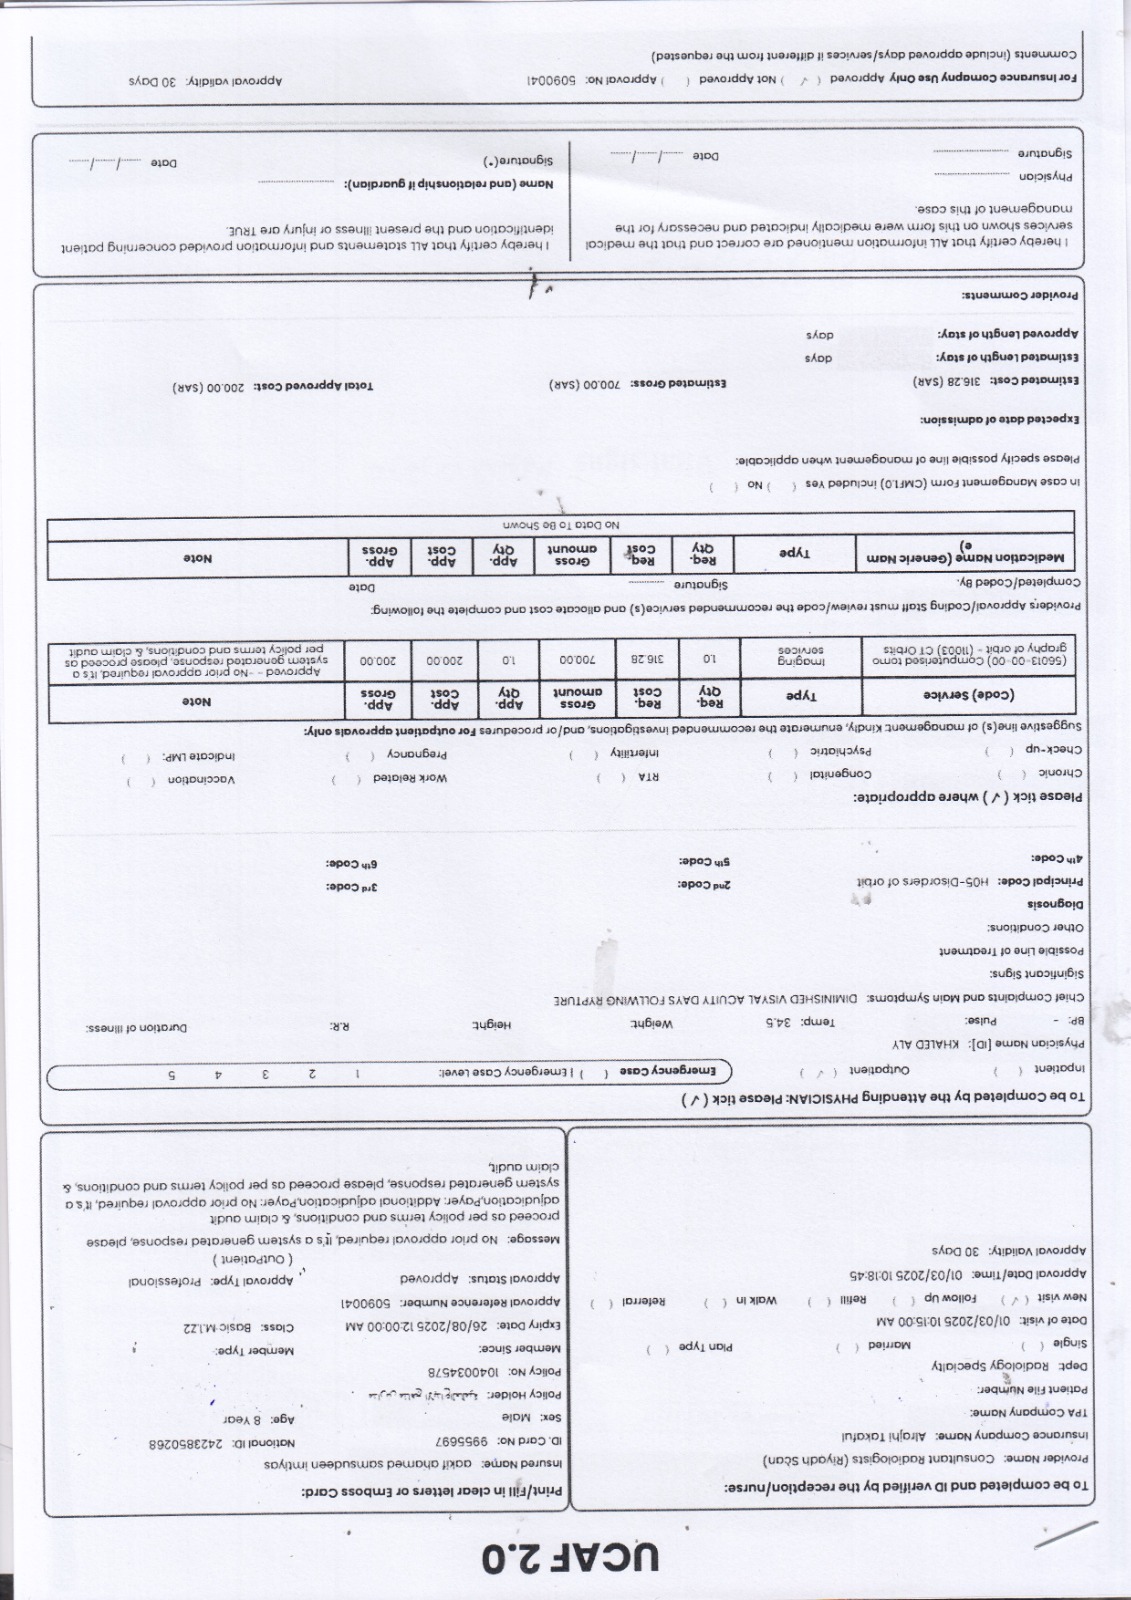 UCAF 2.0
To be completed and ID verified by the reception/nurse:
Provider Name: Consultant Radiologists (Riyadh Scan)
Insurance Company Name: Alrajhi Takaful
TPA Company Name:
Patient File Number:
Dept: Radiology Specialty
Single ( ) Married ( ) Plan Type ( )
Date of visit: 01/03/2025 10:15:00 AM
New visit ( ✓ ) Follow Up ( ) Refill ( ) Walk in ( ) Referral ( )
Approval Date/Time: 01/03/2025 10:18:45
Approval Validity: 30 Days
Print/Fill in clear letters or Emboss Card:
Insured Name: aakif ahamed samsudeen imtiyas
ID. Card No: 9955697 National ID: 2423850268
Sex: Male Age: 8 Year
Policy Holder:
Policy No: 1040034578
Member Since: Member Type:
Expiry Date: 26/08/2025 12:00:00 AM Class: Basic-M1.ZZ
Approval Reference Number: 5090041
Approval Status: Approved Approval Type: Professional
( OutPatient )
Message: No prior approval required, it's a system generated response, please
proceed as per policy terms and conditions, & claim audit
adjudication,Payer: Additional adjudication,Payer: No prior approval required, it's a
system generated response, please proceed as per policy terms and conditions, &
claim audit,
To be Completed by the Attending PHYSICIAN: Please tick ( ✓ )
Inpatient ( ) Outpatient ( ✓ ) Emergency Case ( ) | Emergency Case Level: 1 2 3 4 5
Physician Name [ID]: KHALED ALY
BP: - Pulse: Temp: 34.5 Weight: Height: R.R: Duration of illness:
Chief Complaints and Main Symptoms: DIMINISHED VISYAL ACUITY DAYS FOLLWING RYPTURE
Siginficant Signs:
Possible Line of Treatment
Other Conditions:
Diagnosis
Principal Code: H05-Disorders of orbit 2nd Code: 3rd Code:
4th Code: 5th Code: 6th Code:
Please tick ( ✓ ) where appropriate:
Chronic ( ) Congenital ( ) RTA ( ) Work Related ( ) Vaccination ( )
Check-up ( ) Psychiatric ( ) Infertility ( ) Pregnancy ( ) Indicate LMP: ( )
Suggestive line(s) of management: Kindly, enumerate the recommended investigations, and/or procedures For outpatient approvals only:
(Code) Service Type Req. Qty Req. Cost Gross amount App. Qty App. Cost App. Gross Note
(56013-00-00) Computerised tomo graphy of orbit - (11003) CT Orbits Imaging services 1.0 316.28 700.00 1.0 200.00 200.00 Approved - -No prior approval required, it's a system generated response, please proceed as per policy terms and conditions, & claim audit
Providers Approval/Coding Staff must review/code the recommended service(s) and allocate cost and complete the following:
Completed/Coded By. Signature ............ Date
Medication Name (Generic Nam e) Type Req. Qty Req. Cost Gross amount App. Qty App. Cost App. Gross Note
No Data To Be Shown
In case Management Form (CMF1.0) included Yes ( ) No ( )
Please specify possible line of management when applicable:
Expected date of admission:
Estimated Cost: 316.28 (SAR) Estimated Gross: 700.00 (SAR) Total Approved Cost: 200.00 (SAR)
Estimated Length of stay: days
Approved Length of stay: days
Provider Comments:
I hereby certify that ALL information mentioned are correct and that the medical
services shown on this form were medically indicated and necessary for the
management of this case.
Physician ....................
Signature .................... Date ....../....../......
I hereby certify that ALL statements and information provided concerning patient
identification and the present illness or injury are TRUE.
Name (and relationship if guardian): ....................
Signature(*) Date ....../....../......
For Insurance Comapny Use Only Approved ( ✓ ) Not Approved ( ) Approval No: 5090041 Approval validity: 30 Days
Comments (include approved days/services if different from the requested)